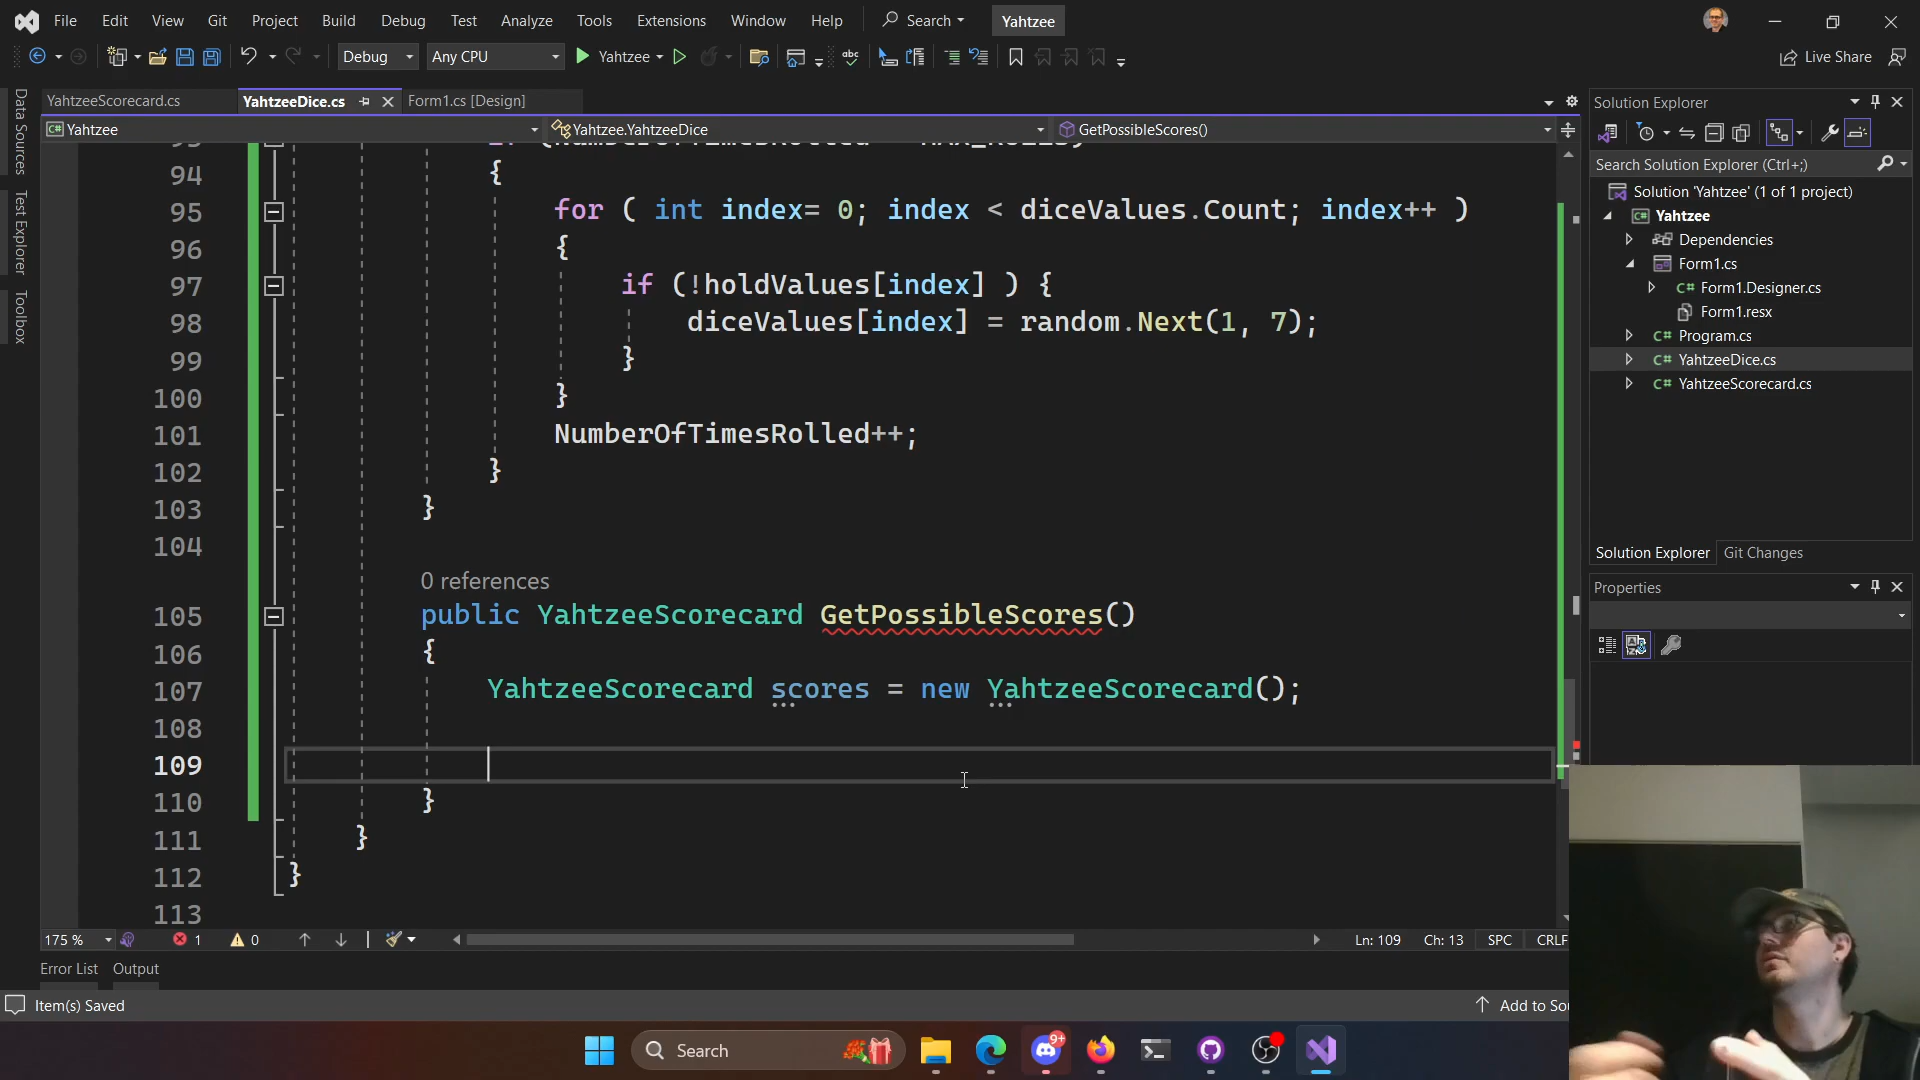 File Edit View Git Project Build Debug Test Analyze Tools Extensions Window Help Search Yahtzee
Debug Any CPU Yahtzee Live Share
Data Sources
Test Explorer
Toolbox
YahtzeeScorecard.cs YahtzeeDice.cs Form1.cs [Design]
Yahtzee Yahtzee.YahtzeeDice GetPossibleScores()
94 {
95 for ( int index= 0; index < diceValues.Count; index++ )
96 {
97 if (!holdValues[index] ) {
98 diceValues[index] = random.Next(1, 7);
99 }
100 }
101 NumberOfTimesRolled++;
102 }
103 }
104
0 references
105 public YahtzeeScorecard GetPossibleScores()
106 {
107 YahtzeeScorecard scores = new YahtzeeScorecard();
108
109
110 }
111 }
112 }
113
175 % 1 0 Ln: 109 Ch: 13 SPC CRLF
Error List Output
Item(s) Saved Add to Sou
Solution Explorer
Search Solution Explorer (Ctrl+;)
Solution 'Yahtzee' (1 of 1 project)
Yahtzee
Dependencies
Form1.cs
Form1.Designer.cs
Form1.resx
Program.cs
YahtzeeDice.cs
YahtzeeScorecard.cs
Solution Explorer Git Changes
Properties
Search 9+